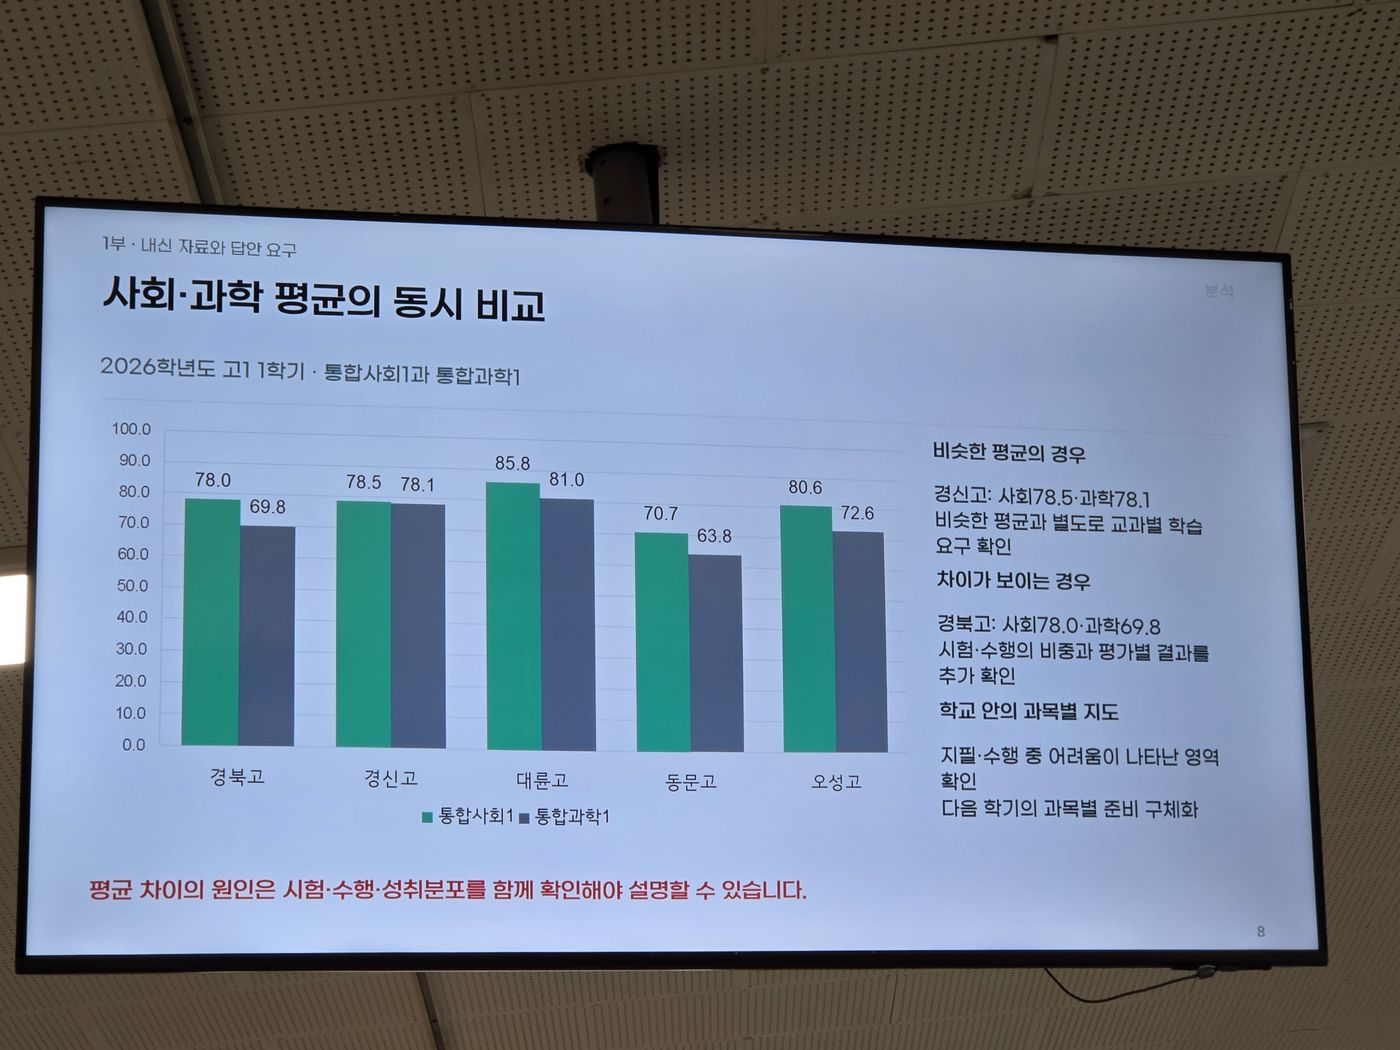 1부 · 내신 자료와 답안 요구
분석
사회·과학 평균의 동시 비교
2026학년도 고1 1학기 · 통합사회1과 통합과학1
100.0
90.0
80.0
70.0
60.0
50.0
40.0
30.0
20.0
10.0
0.0
78.0
69.8
78.5
78.1
85.8
81.0
70.7
63.8
80.6
72.6
경북고
경신고
대륜고
동문고
오성고
통합사회1 통합과학1
비슷한 평균의 경우
경신고: 사회78.5·과학78.1
비슷한 평균과 별도로 교과별 학습
요구 확인
차이가 보이는 경우
경북고: 사회78.0·과학69.8
시험·수행의 비중과 평가별 결과를
추가 확인
학교 안의 과목별 지도
지필·수행 중 어려움이 나타난 영역
확인
다음 학기의 과목별 준비 구체화
평균 차이의 원인은 시험·수행·성취분포를 함께 확인해야 설명할 수 있습니다.
8